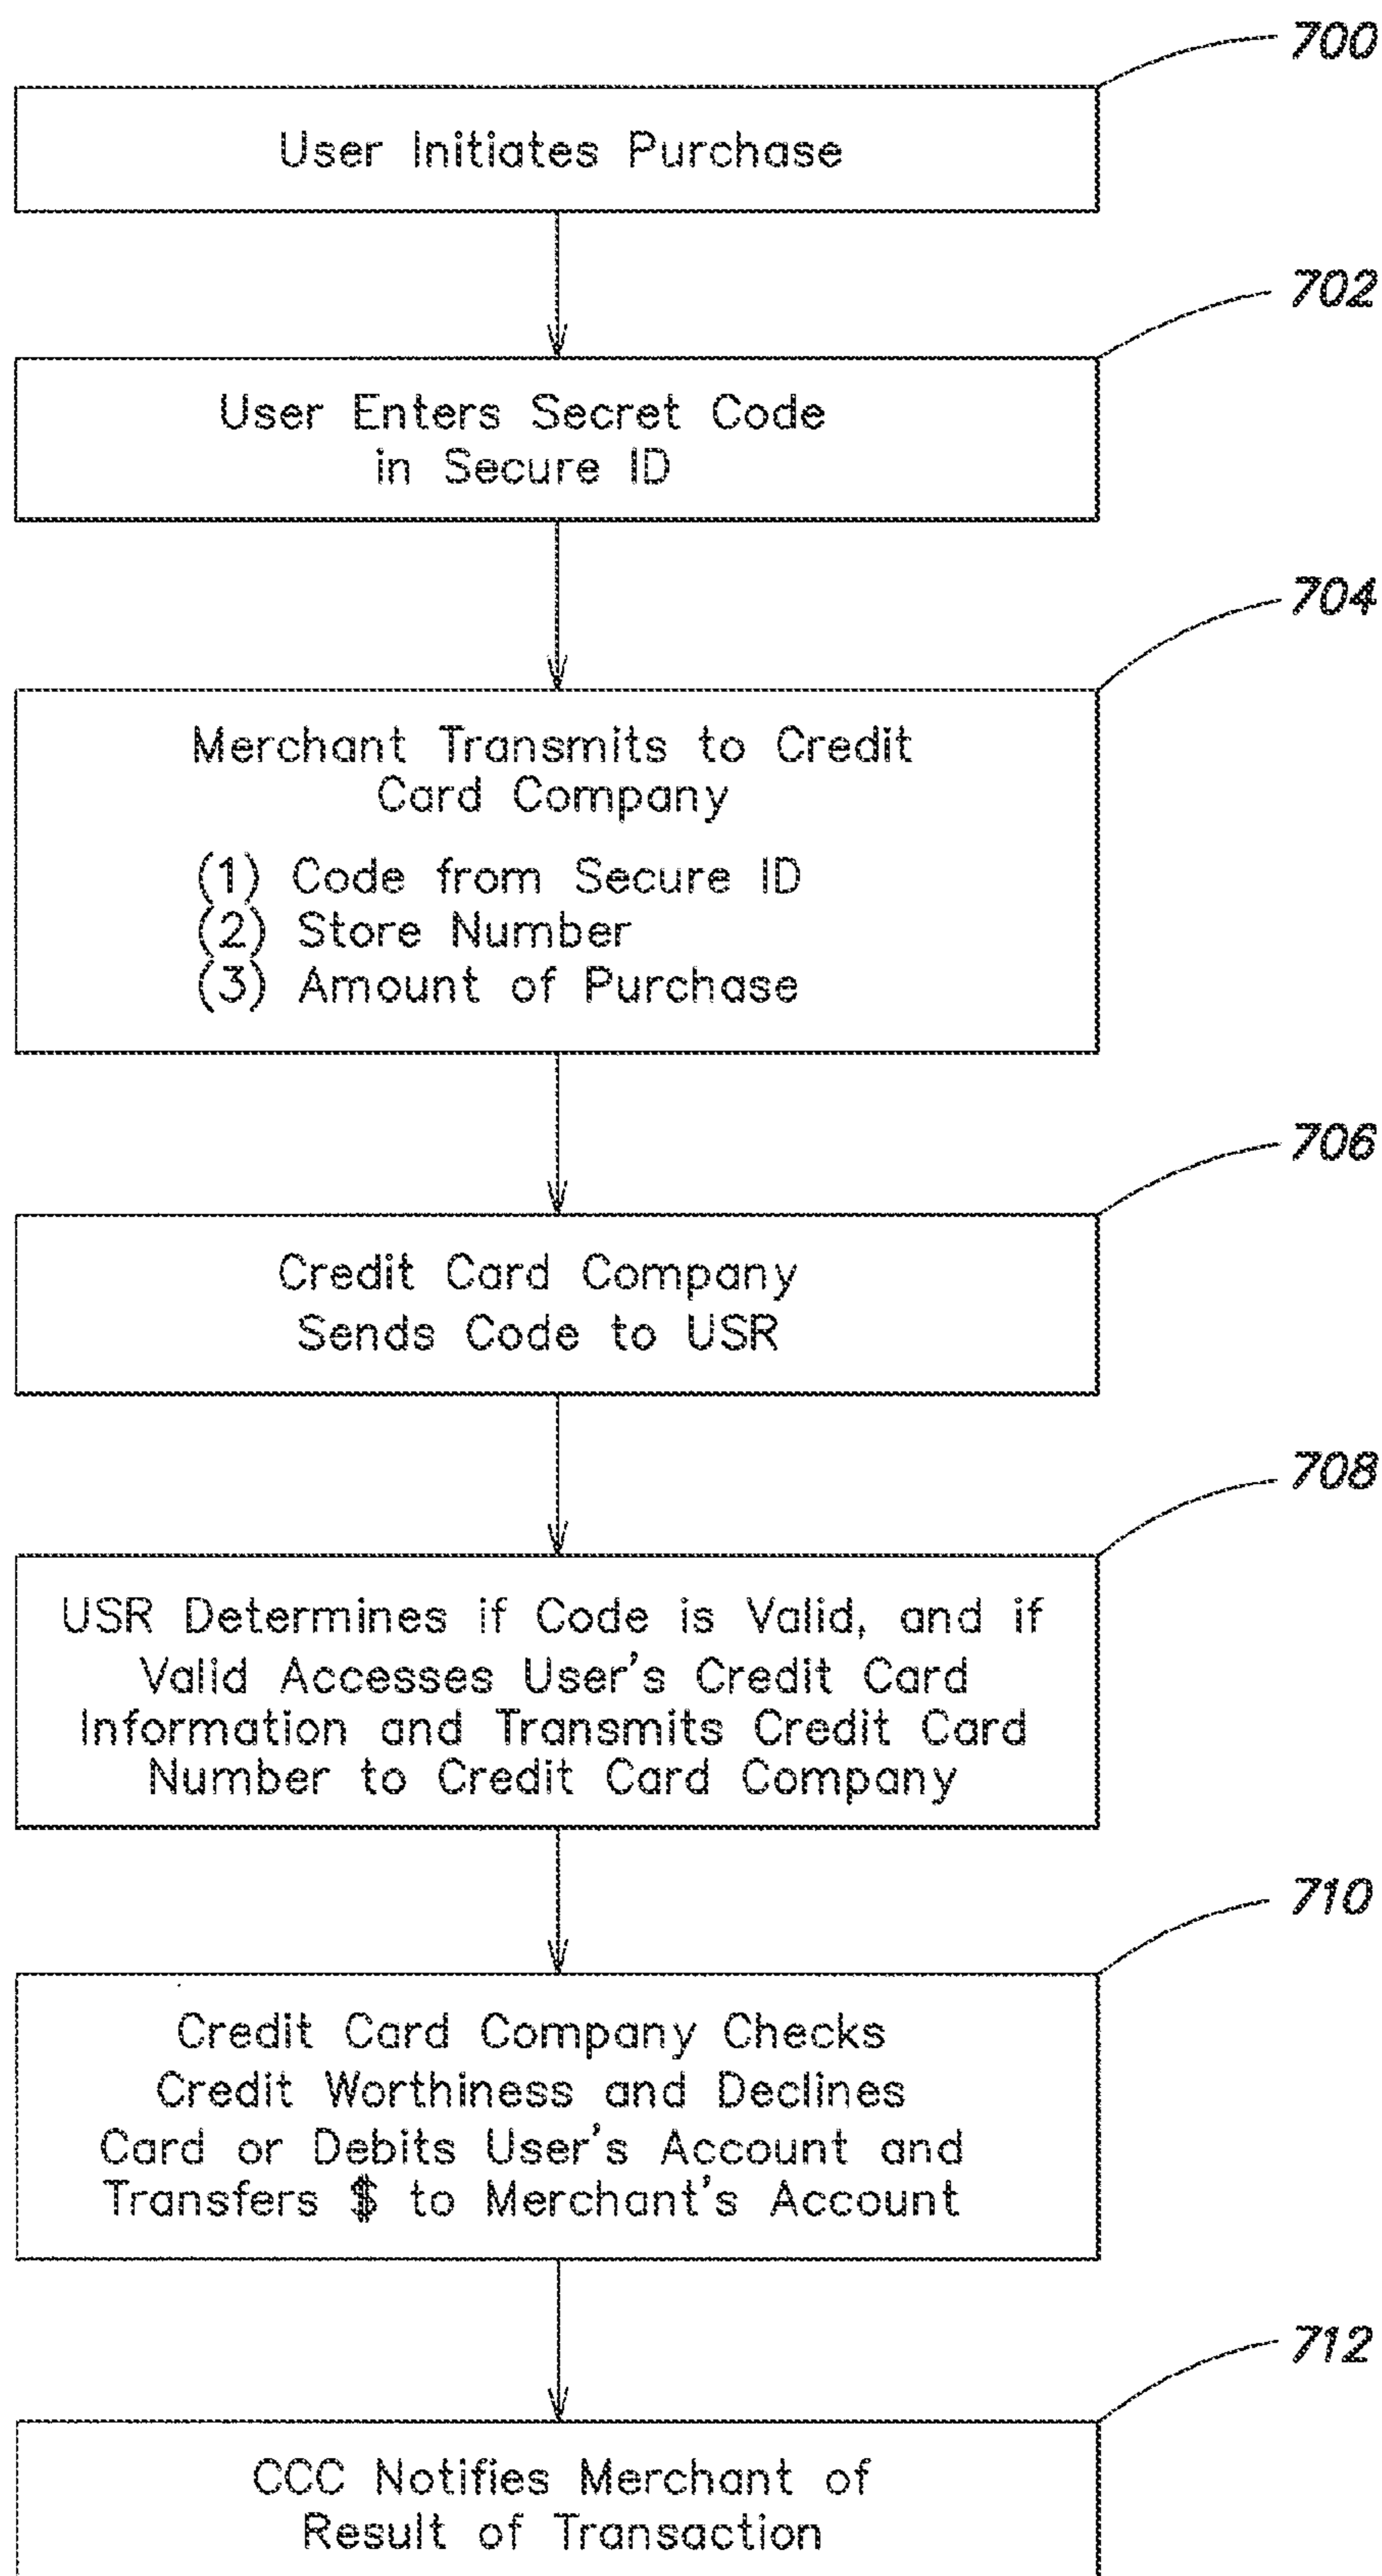 700
User Initiates Purchase
702
User Enters Secret Code
in Secure ID
704
Merchant Transmits to Credit
Card Company
(1) Code from Secure ID
(2) Store Number
(3) Amount of Purchase
706
Credit Card Company
Sends Code to USR
708
USR Determines if Code is Valid, and if
Valid Accesses User's Credit Card
Information and Transmits Credit Card
Number to Credit Card Company
710
Credit Card Company Checks
Credit Worthiness and Declines
Card or Debits User's Account and
Transfers $ to Merchant's Account
712
CCC Notifies Merchant of
Result of Transaction